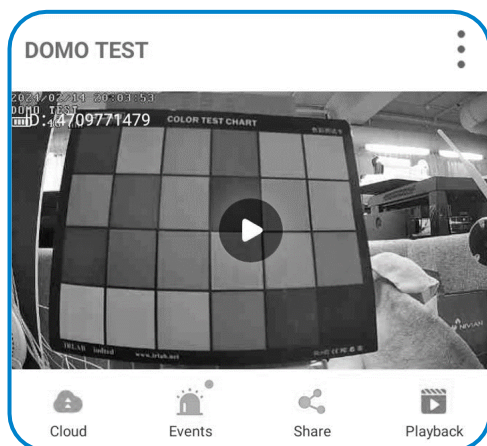 DOMO TEST
2024/02/14 20:03:53
DOMO TEST
ID: 4709771479
COLOR TEST CHART
NIVIAN
IRLAB
www.irlab.net
Cloud
Events
Share
Playback